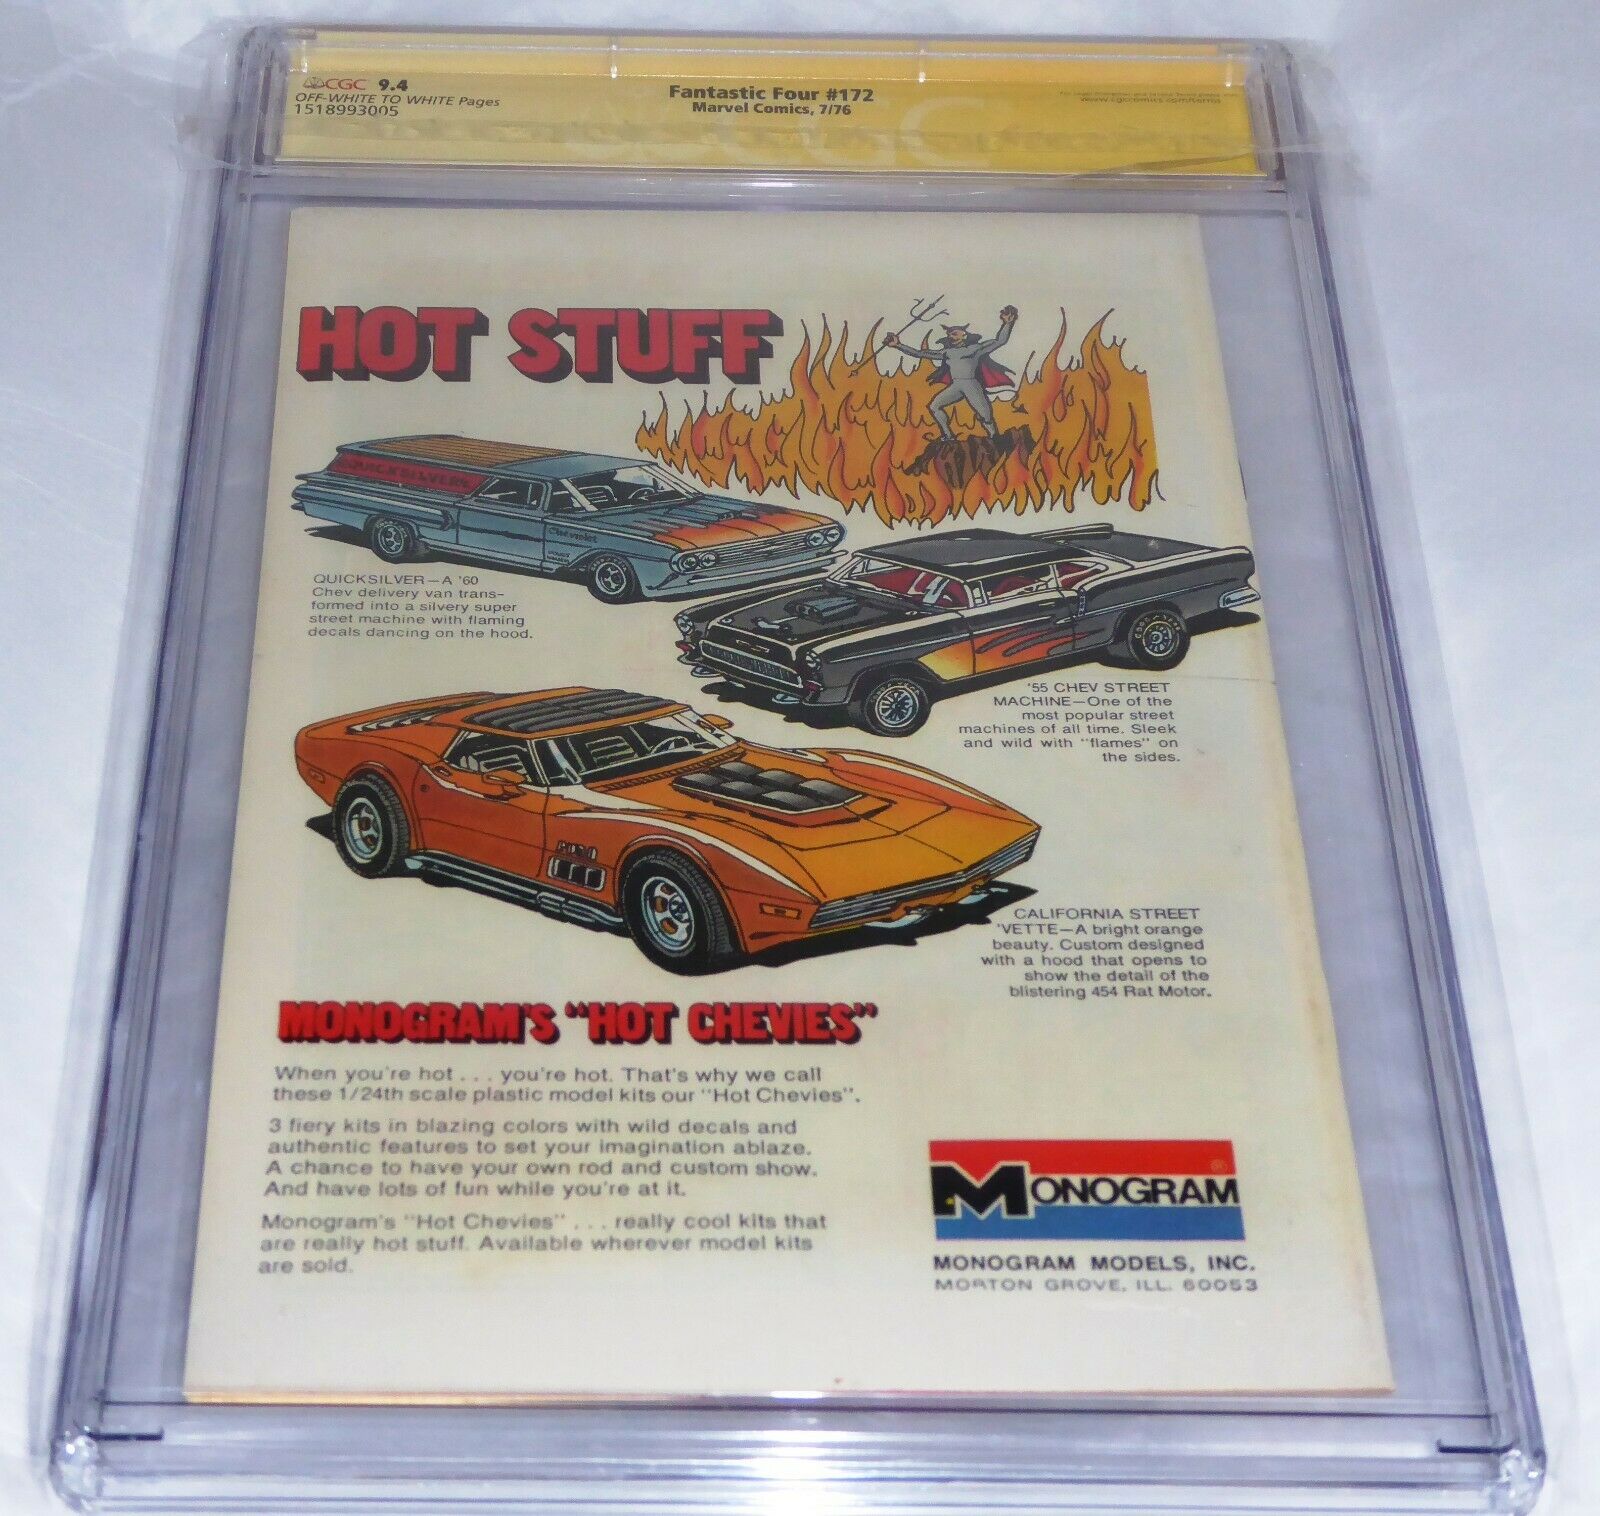 CGC 9.4
OFF-WHITE TO WHITE Pages
1518993005
Fantastic Four #172
Marvel Comics, 7/76
www.cgccomics.com/terms
HOT STUFF
QUICKSILVER
Chevrolet
QUICKSILVER—A '60
Chev delivery van trans-
formed into a silvery super
street machine with flaming
decals dancing on the hood.
'55 CHEV STREET
MACHINE—One of the
most popular street
machines of all time. Sleek
and wild with "flames" on
the sides.
CALIFORNIA STREET
'VETTE—A bright orange
beauty. Custom designed
with a hood that opens to
show the detail of the
blistering 454 Rat Motor.
MONOGRAM'S "HOT CHEVIES"
When you're hot . . . you're hot. That's why we call
these 1/24th scale plastic model kits our "Hot Chevies".
3 fiery kits in blazing colors with wild decals and
authentic features to set your imagination ablaze.
A chance to have your own rod and custom show.
And have lots of fun while you're at it.
Monogram's "Hot Chevies" . . . really cool kits that
are really hot stuff. Available wherever model kits
are sold.
MONOGRAM ®
MONOGRAM MODELS, INC.
MORTON GROVE, ILL. 60053